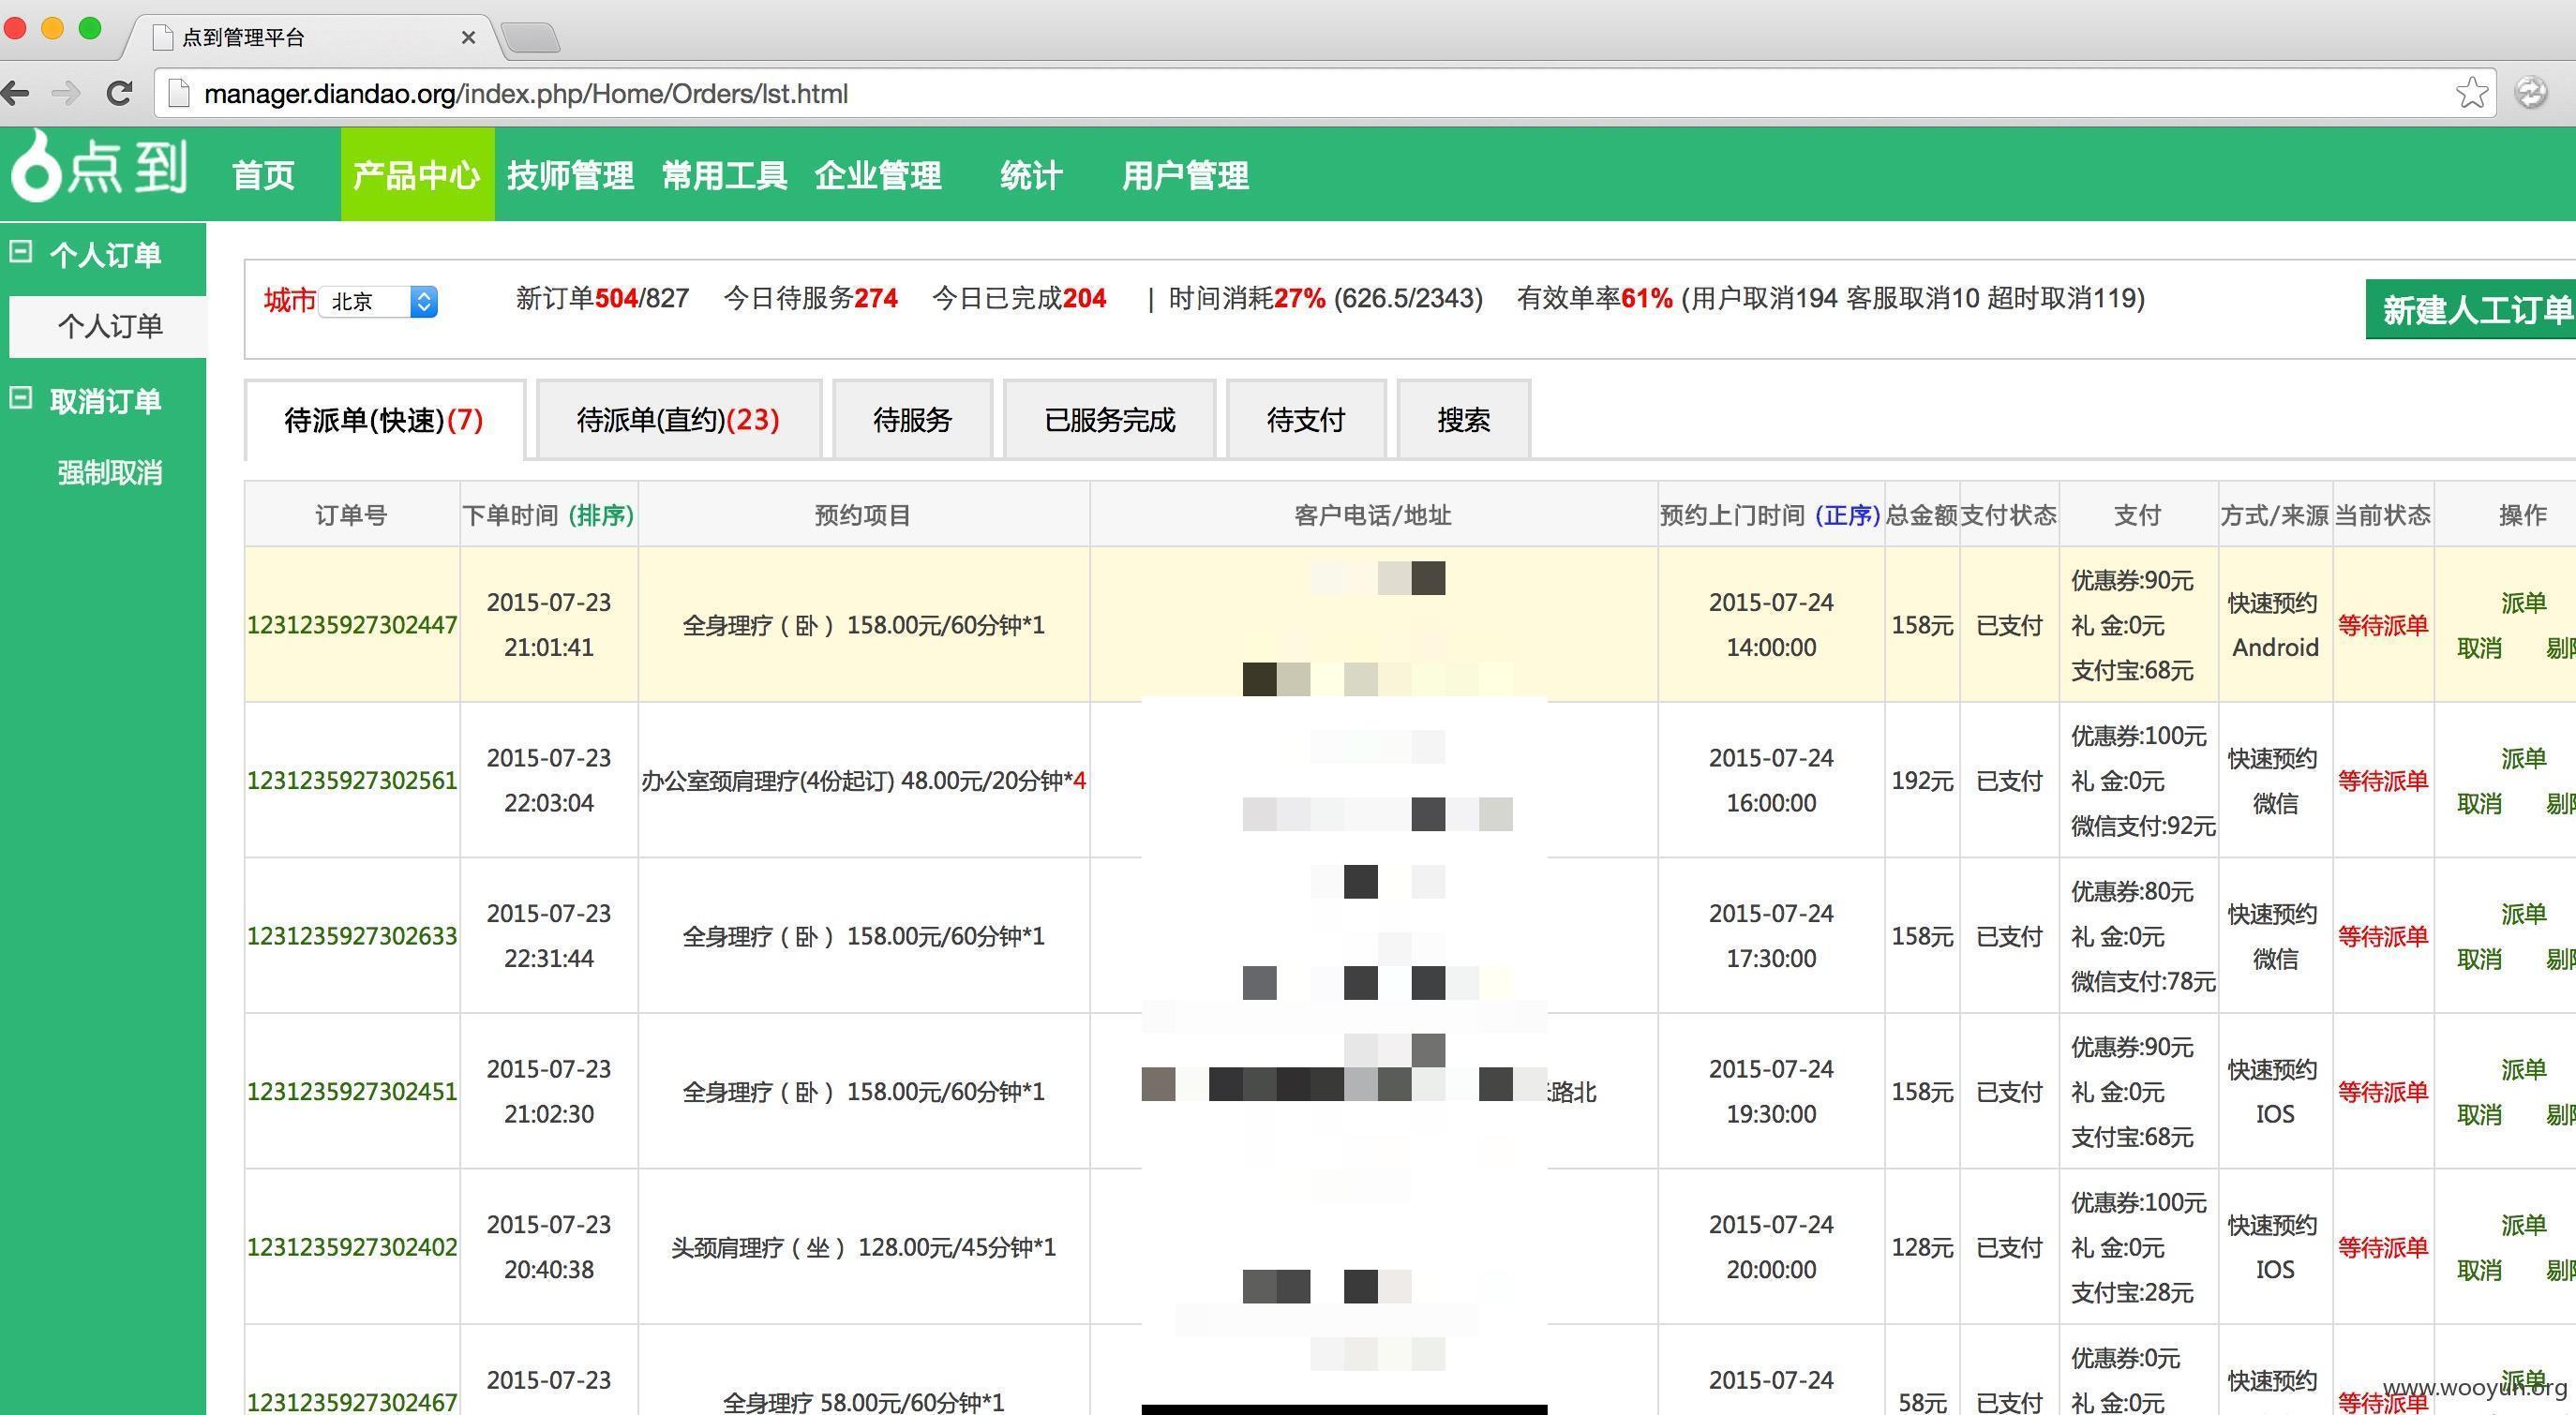 点到管理平台
manager.diandao.org/index.php/Home/Orders/lst.html
点到 首页 产品中心 技师管理 常用工具 企业管理 统计 用户管理
个人订单
个人订单
取消订单
强制取消
城市 北京 新订单504/827 今日待服务274 今日已完成204 | 时间消耗27% (626.5/2343) 有效单率61% (用户取消194 客服取消10 超时取消119)
新建人工订单
待派单(快速)(7) 待派单(直约)(23) 待服务 已服务完成 待支付 搜索
订单号 下单时间 (排序) 预约项目 客户电话/地址 预约上门时间 (正序) 总金额 支付状态 支付 方式/来源 当前状态 操作
1231235927302447
2015-07-23
21:01:41
全身理疗（卧）158.00元/60分钟*1
2015-07-24
14:00:00
158元
已支付
优惠券:90元
礼 金:0元
支付宝:68元
快速预约
Android
等待派单
派单
取消
1231235927302561
2015-07-23
22:03:04
办公室颈肩理疗(4份起订) 48.00元/20分钟*4
2015-07-24
16:00:00
192元
已支付
优惠券:100元
礼 金:0元
微信支付:92元
快速预约
微信
等待派单
派单
取消
1231235927302633
2015-07-23
22:31:44
全身理疗（卧）158.00元/60分钟*1
2015-07-24
17:30:00
158元
已支付
优惠券:80元
礼 金:0元
微信支付:78元
快速预约
微信
等待派单
派单
取消
1231235927302451
2015-07-23
21:02:30
全身理疗（卧）158.00元/60分钟*1
路北
2015-07-24
19:30:00
158元
已支付
优惠券:90元
礼 金:0元
支付宝:68元
快速预约
IOS
等待派单
派单
取消
1231235927302402
2015-07-23
20:40:38
头颈肩理疗（坐）128.00元/45分钟*1
2015-07-24
20:00:00
128元
已支付
优惠券:100元
礼 金:0元
支付宝:28元
快速预约
IOS
等待派单
派单
取消
1231235927302467
2015-07-23
全身理疗 58.00元/60分钟*1
2015-07-24
58元
已支付
优惠券:0元
礼 金:0元
快速预约
等待派单
派单
www.wooyun.org